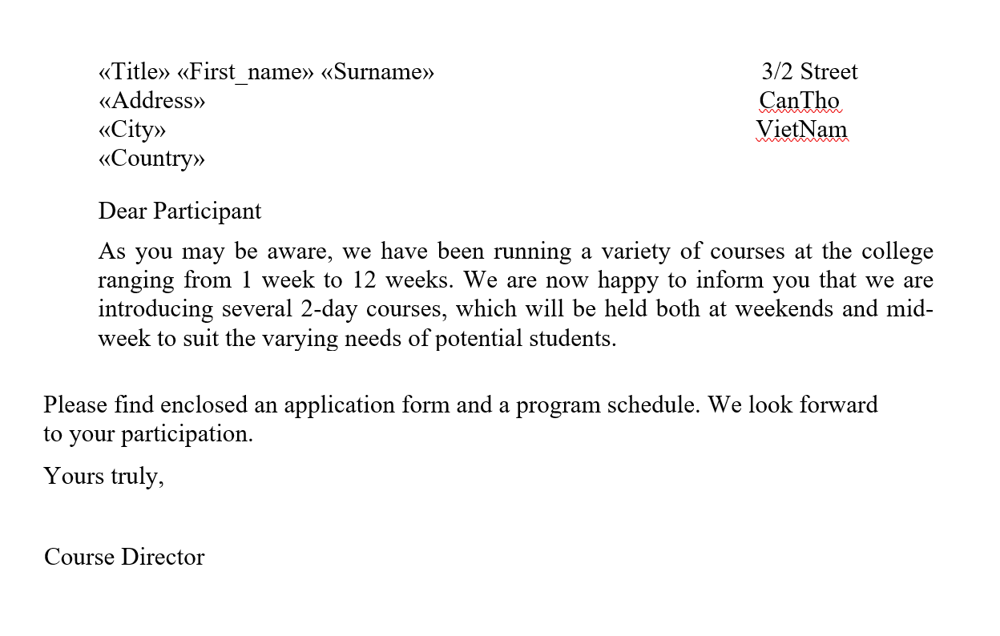 «Title» «First_name» «Surname» 3/2 Street
«Address» CanTho
«City» VietNam
«Country»
Dear Participant
As you may be aware, we have been running a variety of courses at the college
ranging from 1 week to 12 weeks. We are now happy to inform you that we are
introducing several 2-day courses, which will be held both at weekends and mid-
week to suit the varying needs of potential students.
Please find enclosed an application form and a program schedule. We look forward
to your participation.
Yours truly,
Course Director